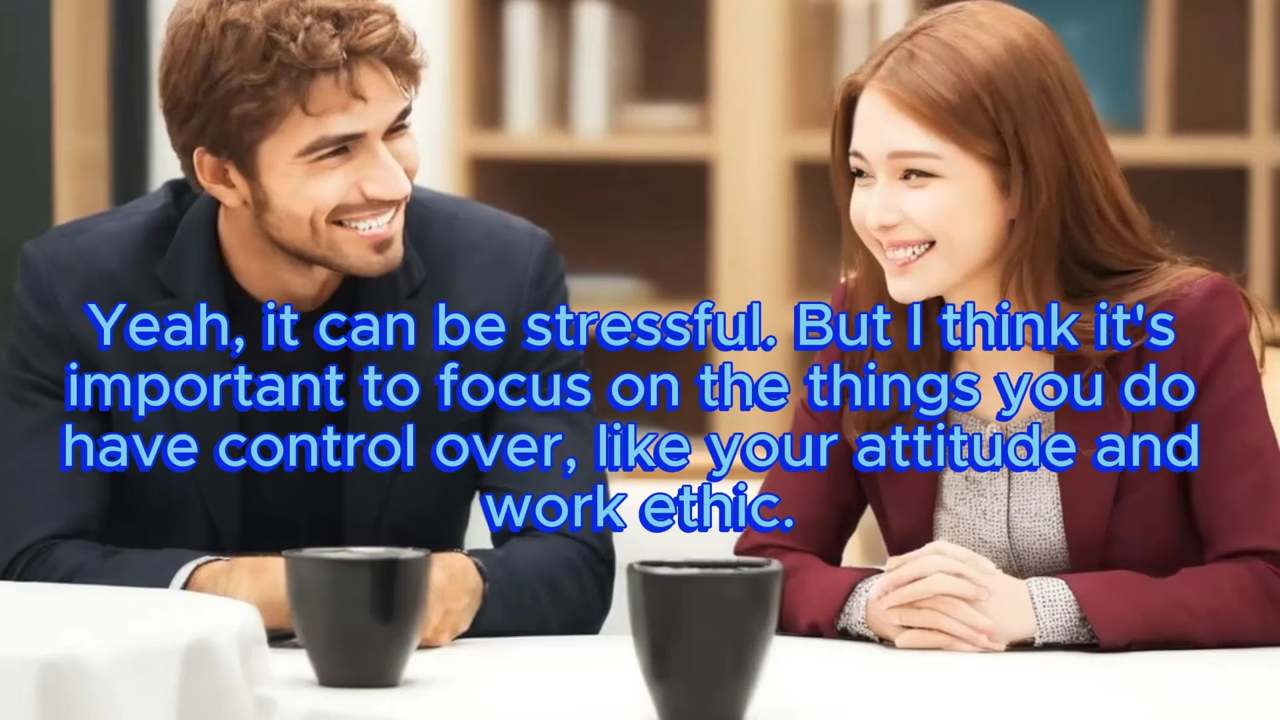 Yeah, it can be stressful. But I think it's
important to focus on the things you do
have control over, like your attitude and
work ethic.